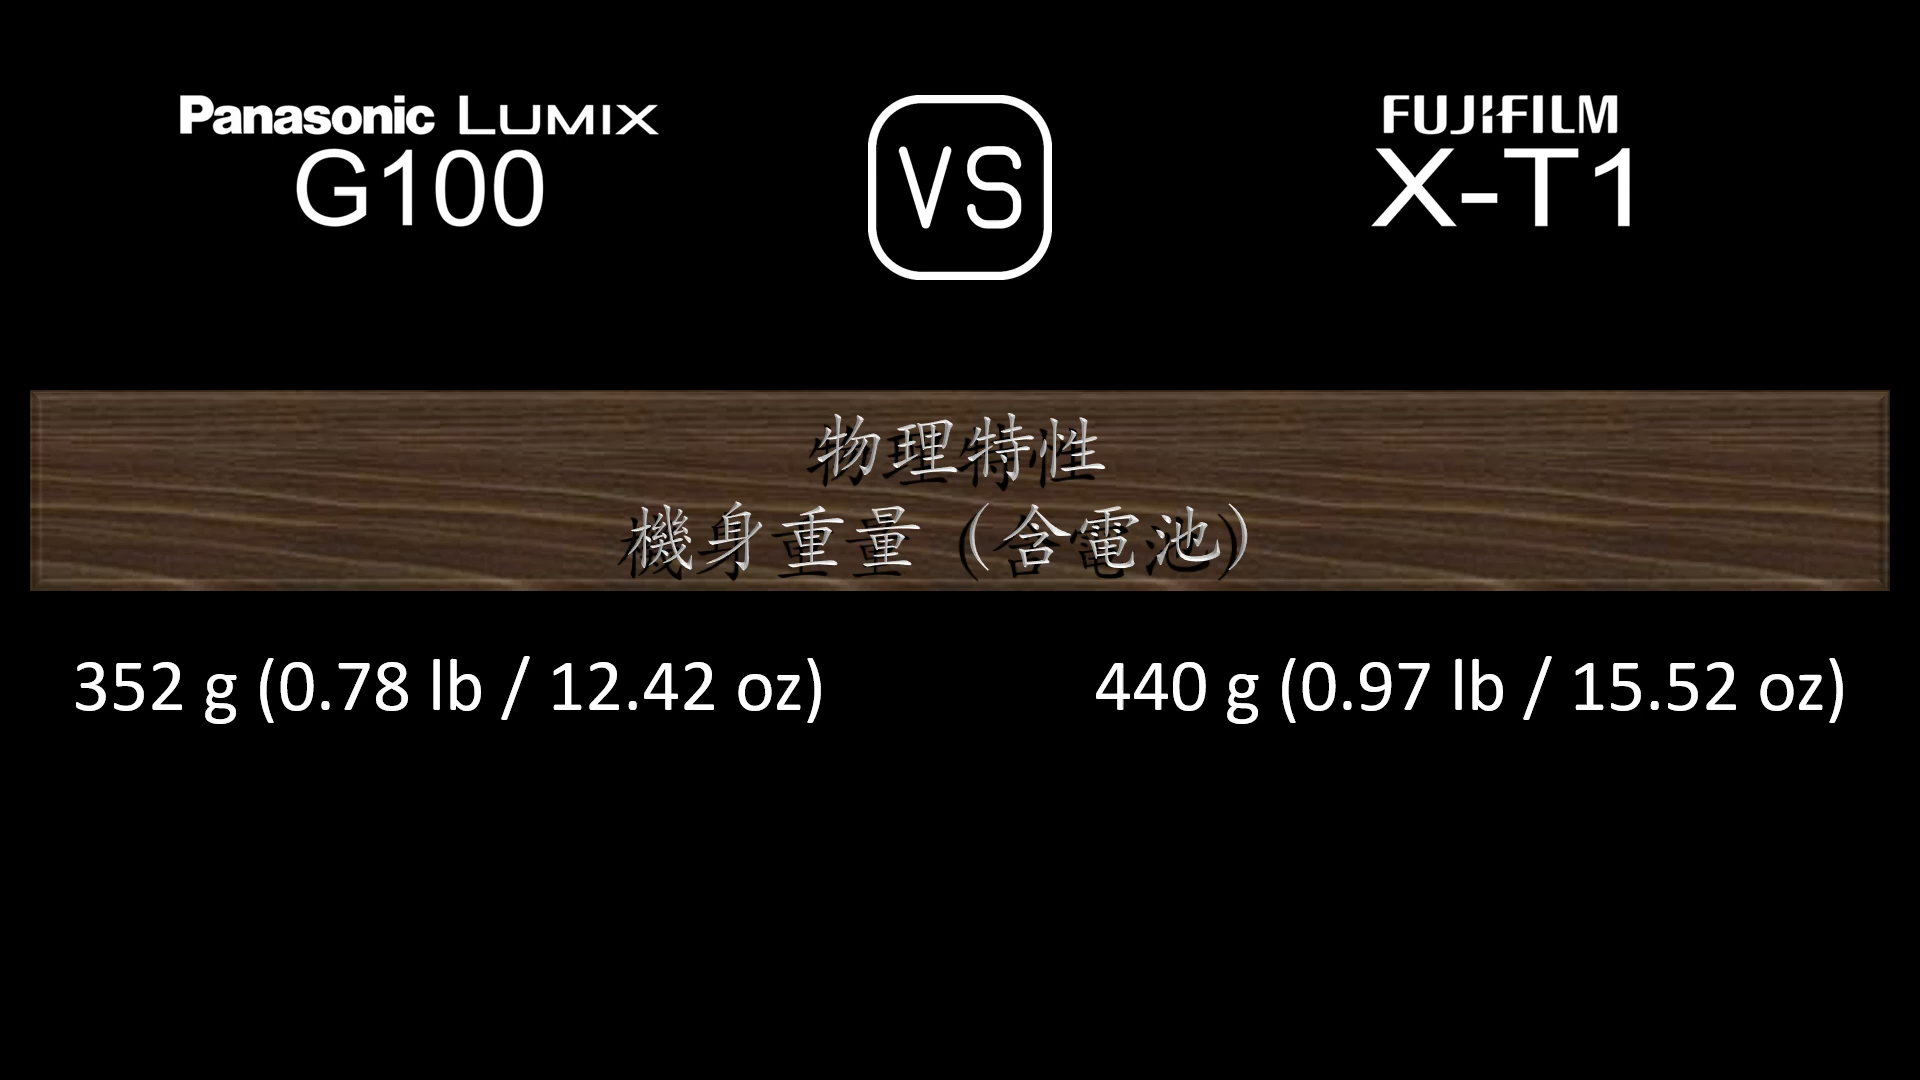 Panasonic LUMIX
G100
VS
FUJIFILM
X-T1
物理特性
機身重量（含電池）
352 g (0.78 lb / 12.42 oz)
440 g (0.97 lb / 15.52 oz)